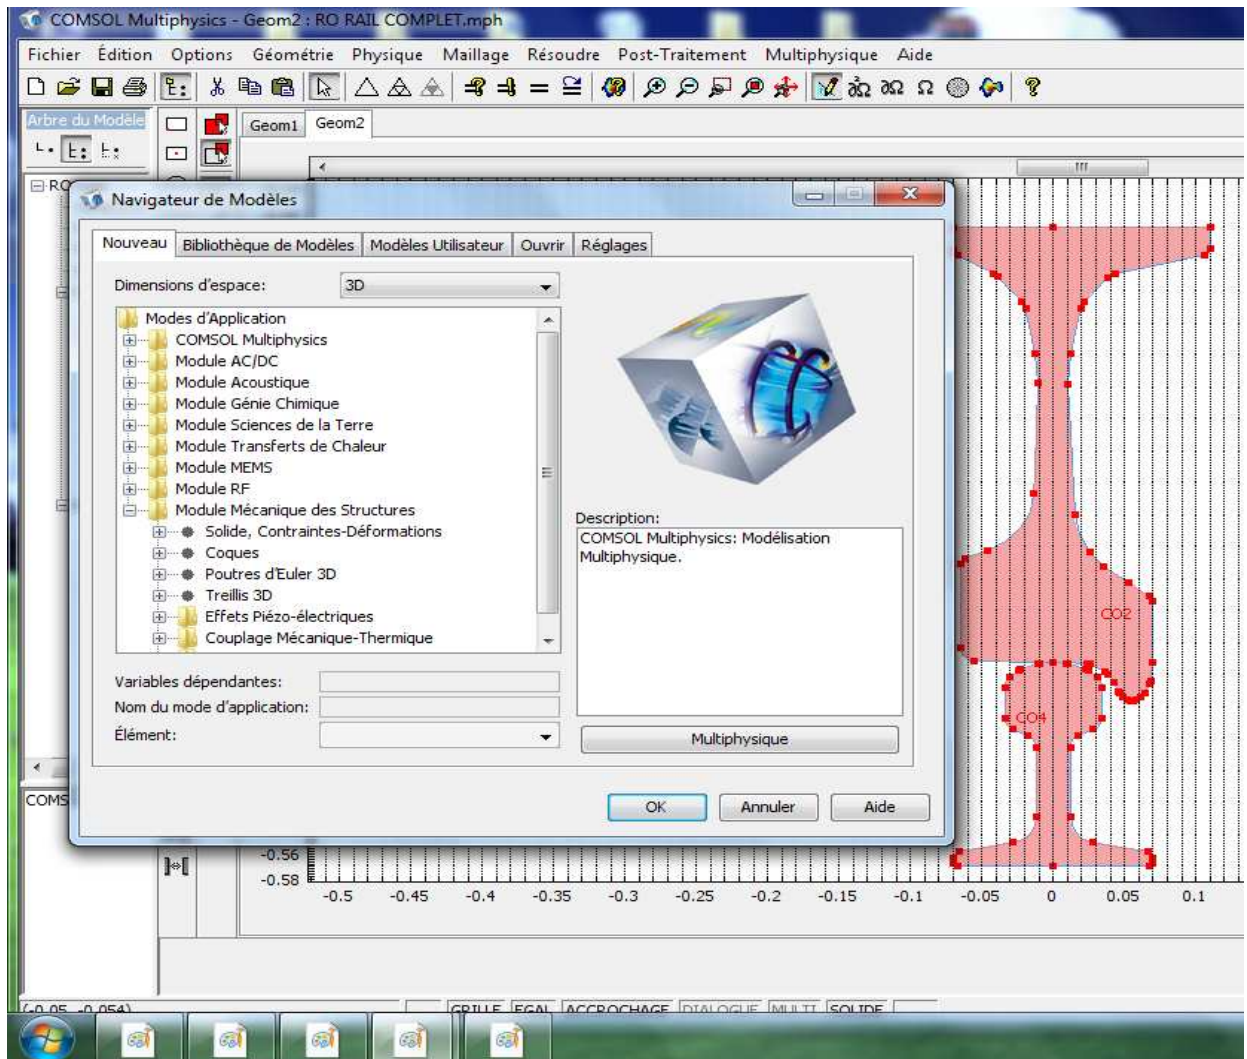 COMSOL Multiphysics - Geom2 : RO RAIL COMPLET.mph
Fichier Édition Options Géométrie Physique Maillage Résoudre Post-Traitement Multiphysique Aide
Arbre du Modèle
Geom1 Geom2
RO
Navigateur de Modèles
Nouveau Bibliothèque de Modèles Modèles Utilisateur Ouvrir Réglages
Dimensions d'espace: 3D
Modes d'Application
COMSOL Multiphysics
Module AC/DC
Module Acoustique
Module Génie Chimique
Module Sciences de la Terre
Module Transferts de Chaleur
Module MEMS
Module RF
Module Mécanique des Structures
Solide, Contraintes-Déformations
Coques
Poutres d'Euler 3D
Treillis 3D
Effets Piézo-électriques
Couplage Mécanique-Thermique
Description:
COMSOL Multiphysics: Modélisation
Multiphysique.
Variables dépendantes:
Nom du mode d'application:
Élément:
Multiphysique
OK Annuler Aide
CO2
CO4
COMS
-0.56
-0.58
-0.5 -0.45 -0.4 -0.35 -0.3 -0.25 -0.2 -0.15 -0.1 -0.05 0 0.05 0.1
(-0.05, -0.054)
GRILLE EGAL ACCROCHAGE DIALOGUE MULTI SOLIDE